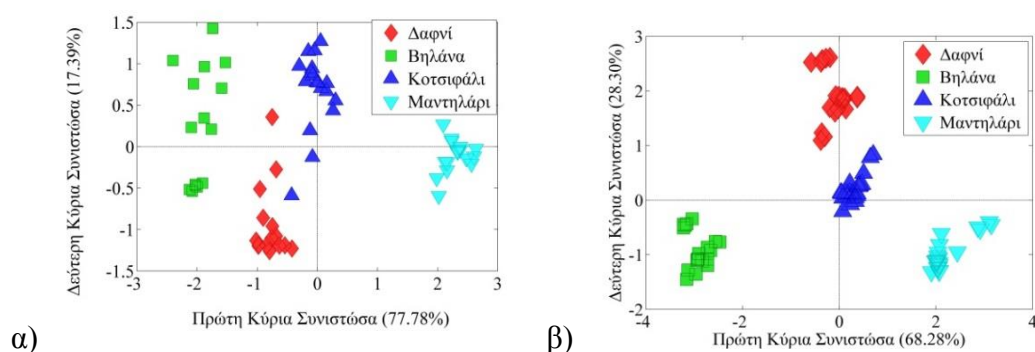 α)
Δεύτερη Κύρια Συνιστώσα (17.39%)
1.5
1
0.5
0
-0.5
-1
-1.5
-3
-2
-1
0
1
2
3
Πρώτη Κύρια Συνιστώσα (77.78%)
Δαφνί
Βηλάνα
Κοτσιφάλι
Μαντηλάρι
β)
Δεύτερη Κύρια Συνιστώσα (28.30%)
3
2
1
0
-1
-2
-4
-2
0
2
4
Πρώτη Κύρια Συνιστώσα (68.28%)
Δαφνί
Βηλάνα
Κοτσιφάλι
Μαντηλάρι